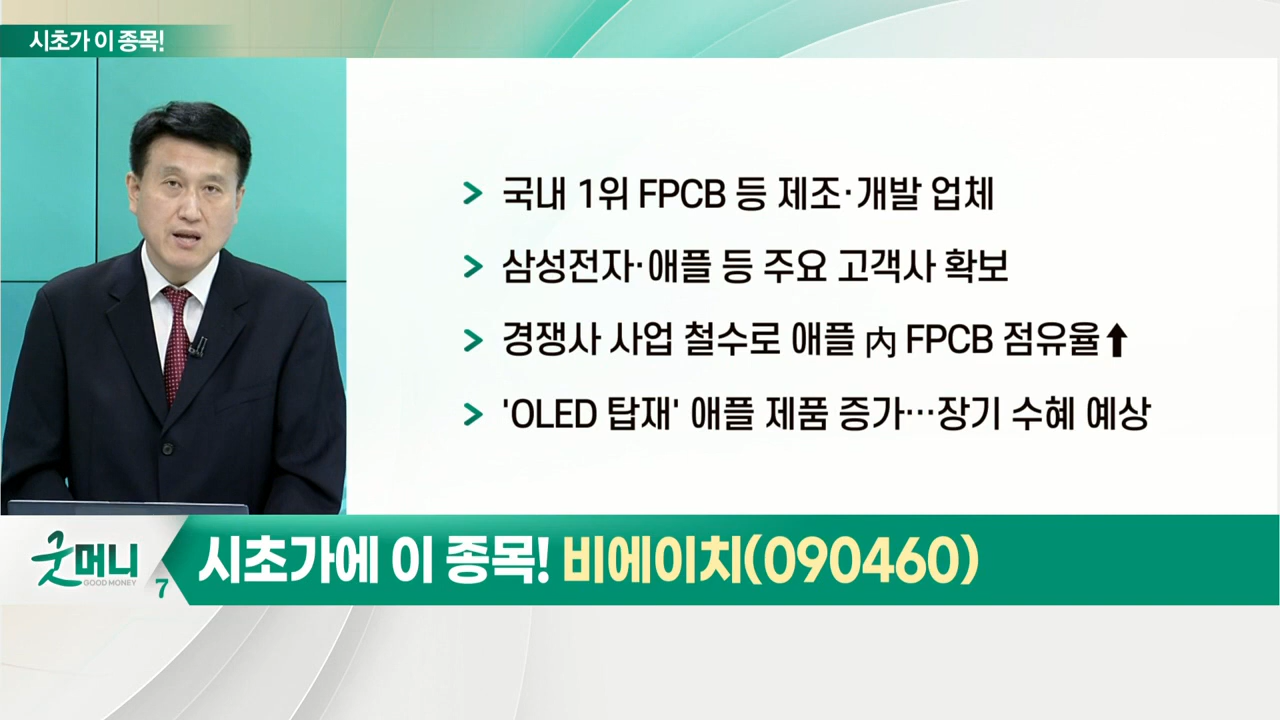 시초가 이 종목!
> 국내 1위 FPCB 등 제조·개발 업체
> 삼성전자·애플 등 주요 고객사 확보
> 경쟁사 사업 철수로 애플 內 FPCB 점유율⬆
> 'OLED 탑재' 애플 제품 증가…장기 수혜 예상
굿머니
GOOD MONEY
7
시초가에 이 종목! 비에이치(090460)